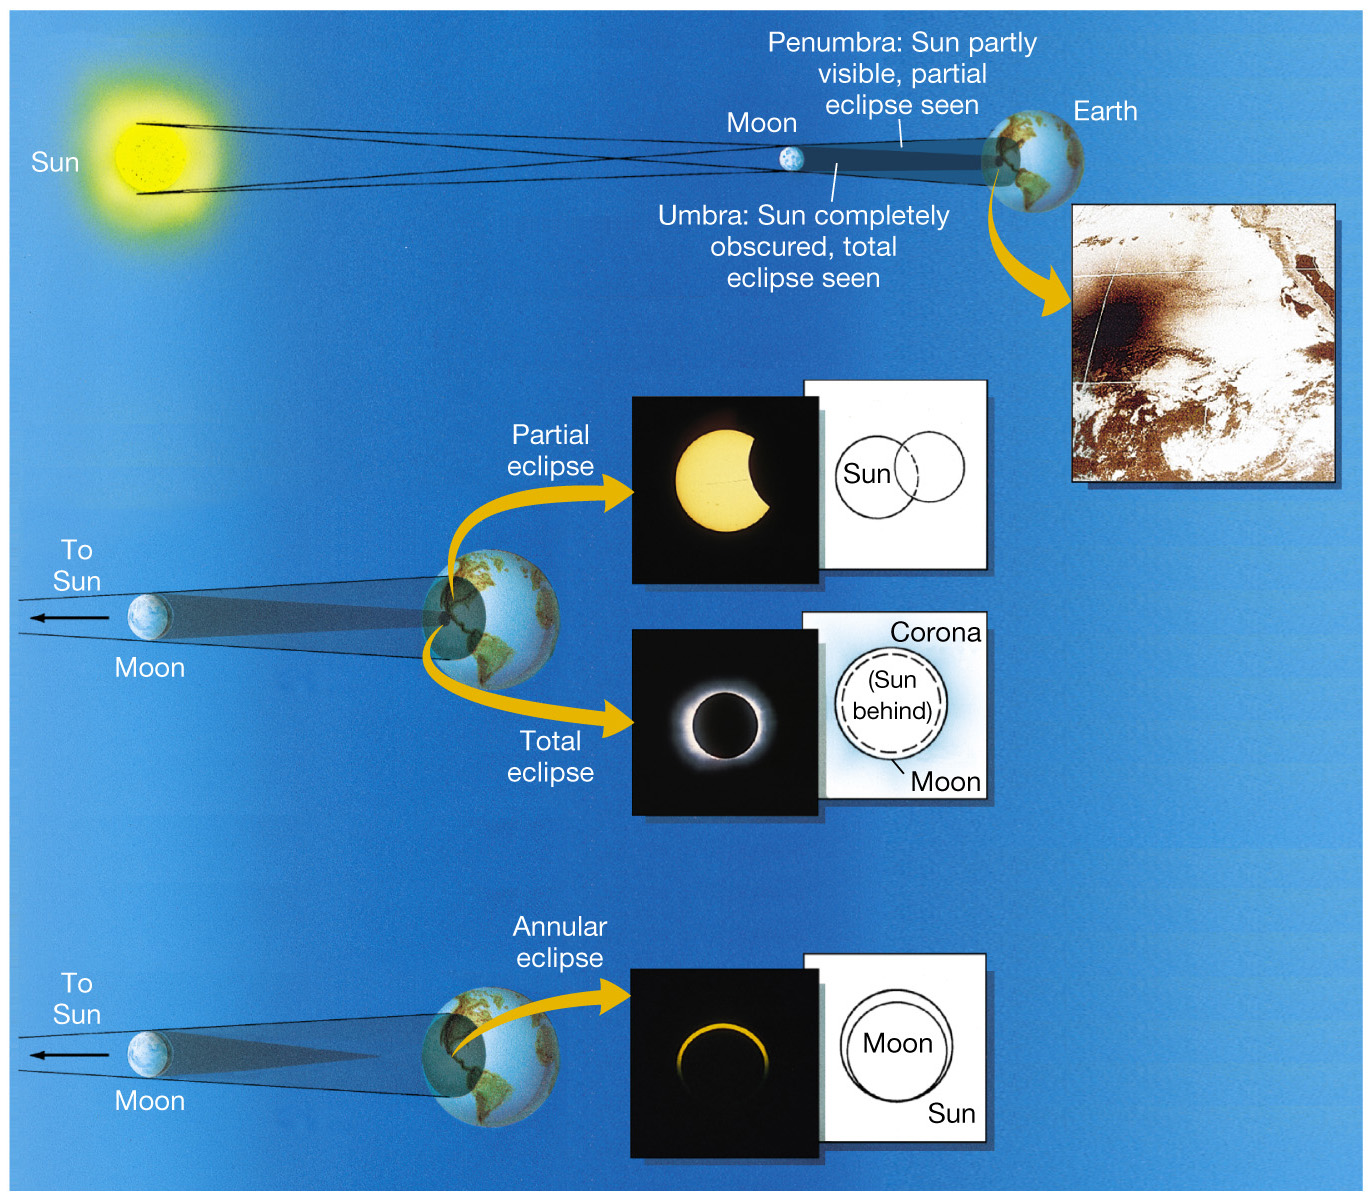 Penumbra: Sun partly
visible, partial
eclipse seen
Earth
Moon
Sun
Umbra: Sun completely
obscured, total
eclipse seen
Partial
eclipse
Sun
To
Sun
Moon
Corona
(Sun
behind)
Moon
Total
eclipse
Annular
eclipse
To
Sun
Moon
Moon
Sun